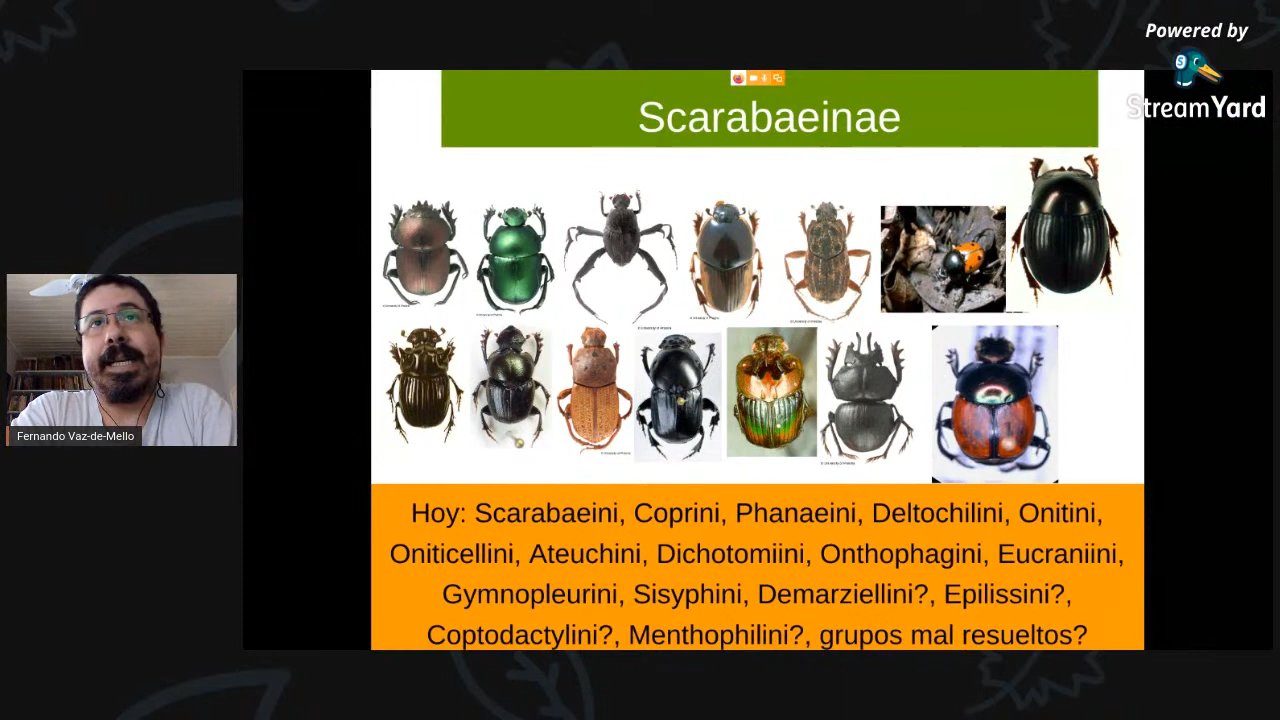 Powered by
StreamYard
Scarabaeinae
Hoy: Scarabaeini, Coprini, Phanaeini, Deltochilini, Onitini,
Oniticellini, Ateuchini, Dichotomiini, Onthophagini, Eucraniini,
Gymnopleurini, Sisyphini, Demarziellini?, Epilissini?,
Coptodactylini?, Menthophilini?, grupos mal resueltos?
Fernando Vaz-de-Mello